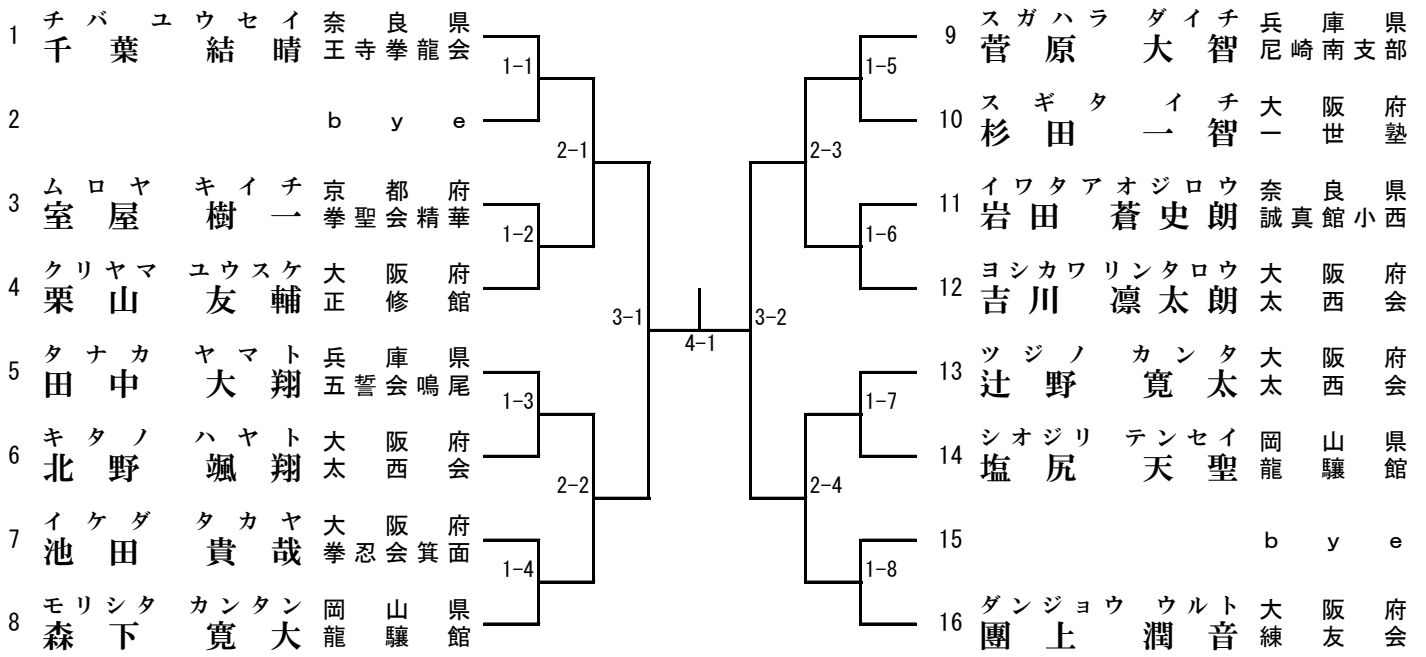 チバ ユウセイ 奈良県
1 千葉 結晴 王寺拳龍会
1-1
2 bye
2-1
ムロヤ キイチ 京都府
3 室屋 樹一 拳聖会精華
1-2
クリヤマ ユウスケ 大阪府
4 栗山 友輔 正修館
3-1
タナカ ヤマト 兵庫県
5 田中 大翔 五誓会鳴尾
1-3
キタノ ハヤト 大阪府
6 北野 颯翔 太西会
2-2
イケダ タカヤ 大阪府
7 池田 貴哉 拳忍会箕面
1-4
モリシタ カンタン 岡山県
8 森下 寛大 龍驤館
4-1
スガハラ ダイチ 兵庫県
9 菅原 大智 尼崎南支部
1-5
スギタ イチ 大阪府
10 杉田 一智 一世塾
2-3
イワタアオジロウ 奈良県
11 岩田 蒼史朗 誠真館小西
1-6
ヨシカワ リンタロウ 大阪府
12 吉川 凛太朗 太西会
3-2
ツジノ カンタ 大阪府
13 辻野 寛太 太西会
1-7
シオジリ テンセイ 岡山県
14 塩尻 天聖 龍驤館
2-4
15 bye
1-8
ダンジョウ ウルト 大阪府
16 團上 潤音 練友会